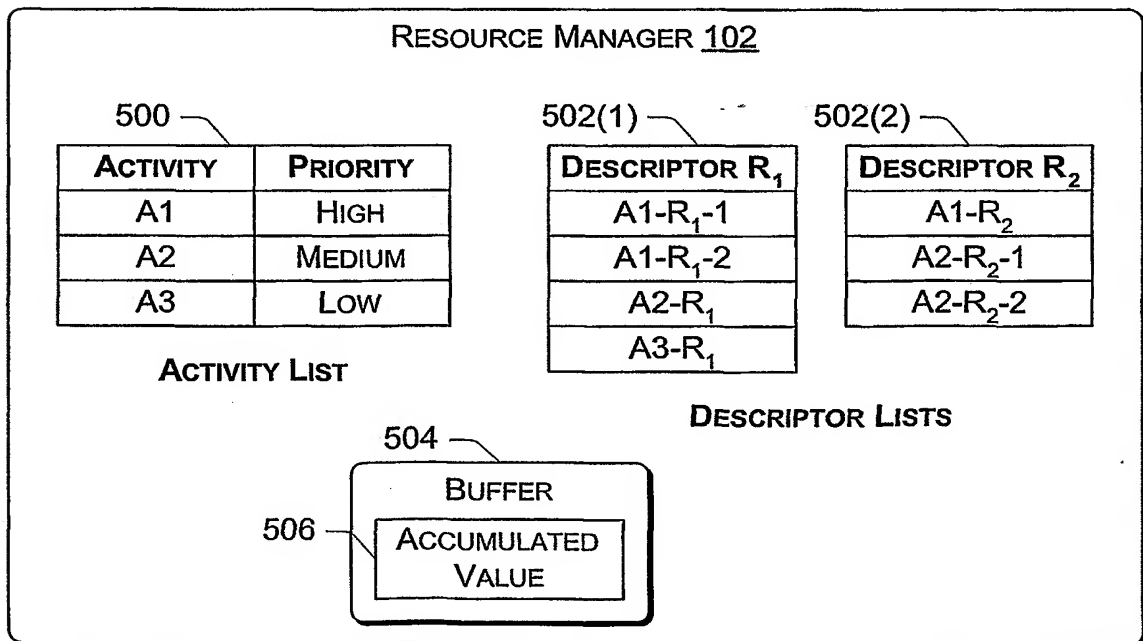 RESOURCE MANAGER 102
500
502(1)
502(2)
ACTIVITY PRIORITY
A1 HIGH
A2 MEDIUM
A3 LOW
ACTIVITY LIST
DESCRIPTOR R₁
A1-R₁-1
A1-R₁-2
A2-R₁
A3-R₁
DESCRIPTOR R₂
A1-R₂
A2-R₂-1
A2-R₂-2
DESCRIPTOR LISTS
504
BUFFER
506
ACCUMULATED
VALUE